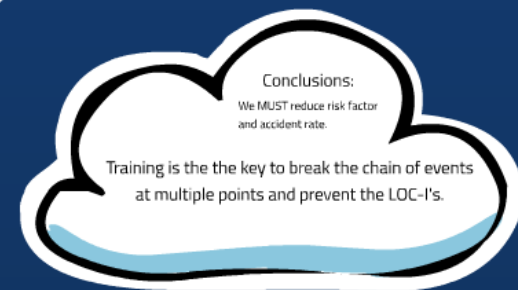 Conclusions:
We MUST reduce risk factor
and accident rate.
Training is the the key to break the chain of events
at multiple points and prevent the LOC-I's.